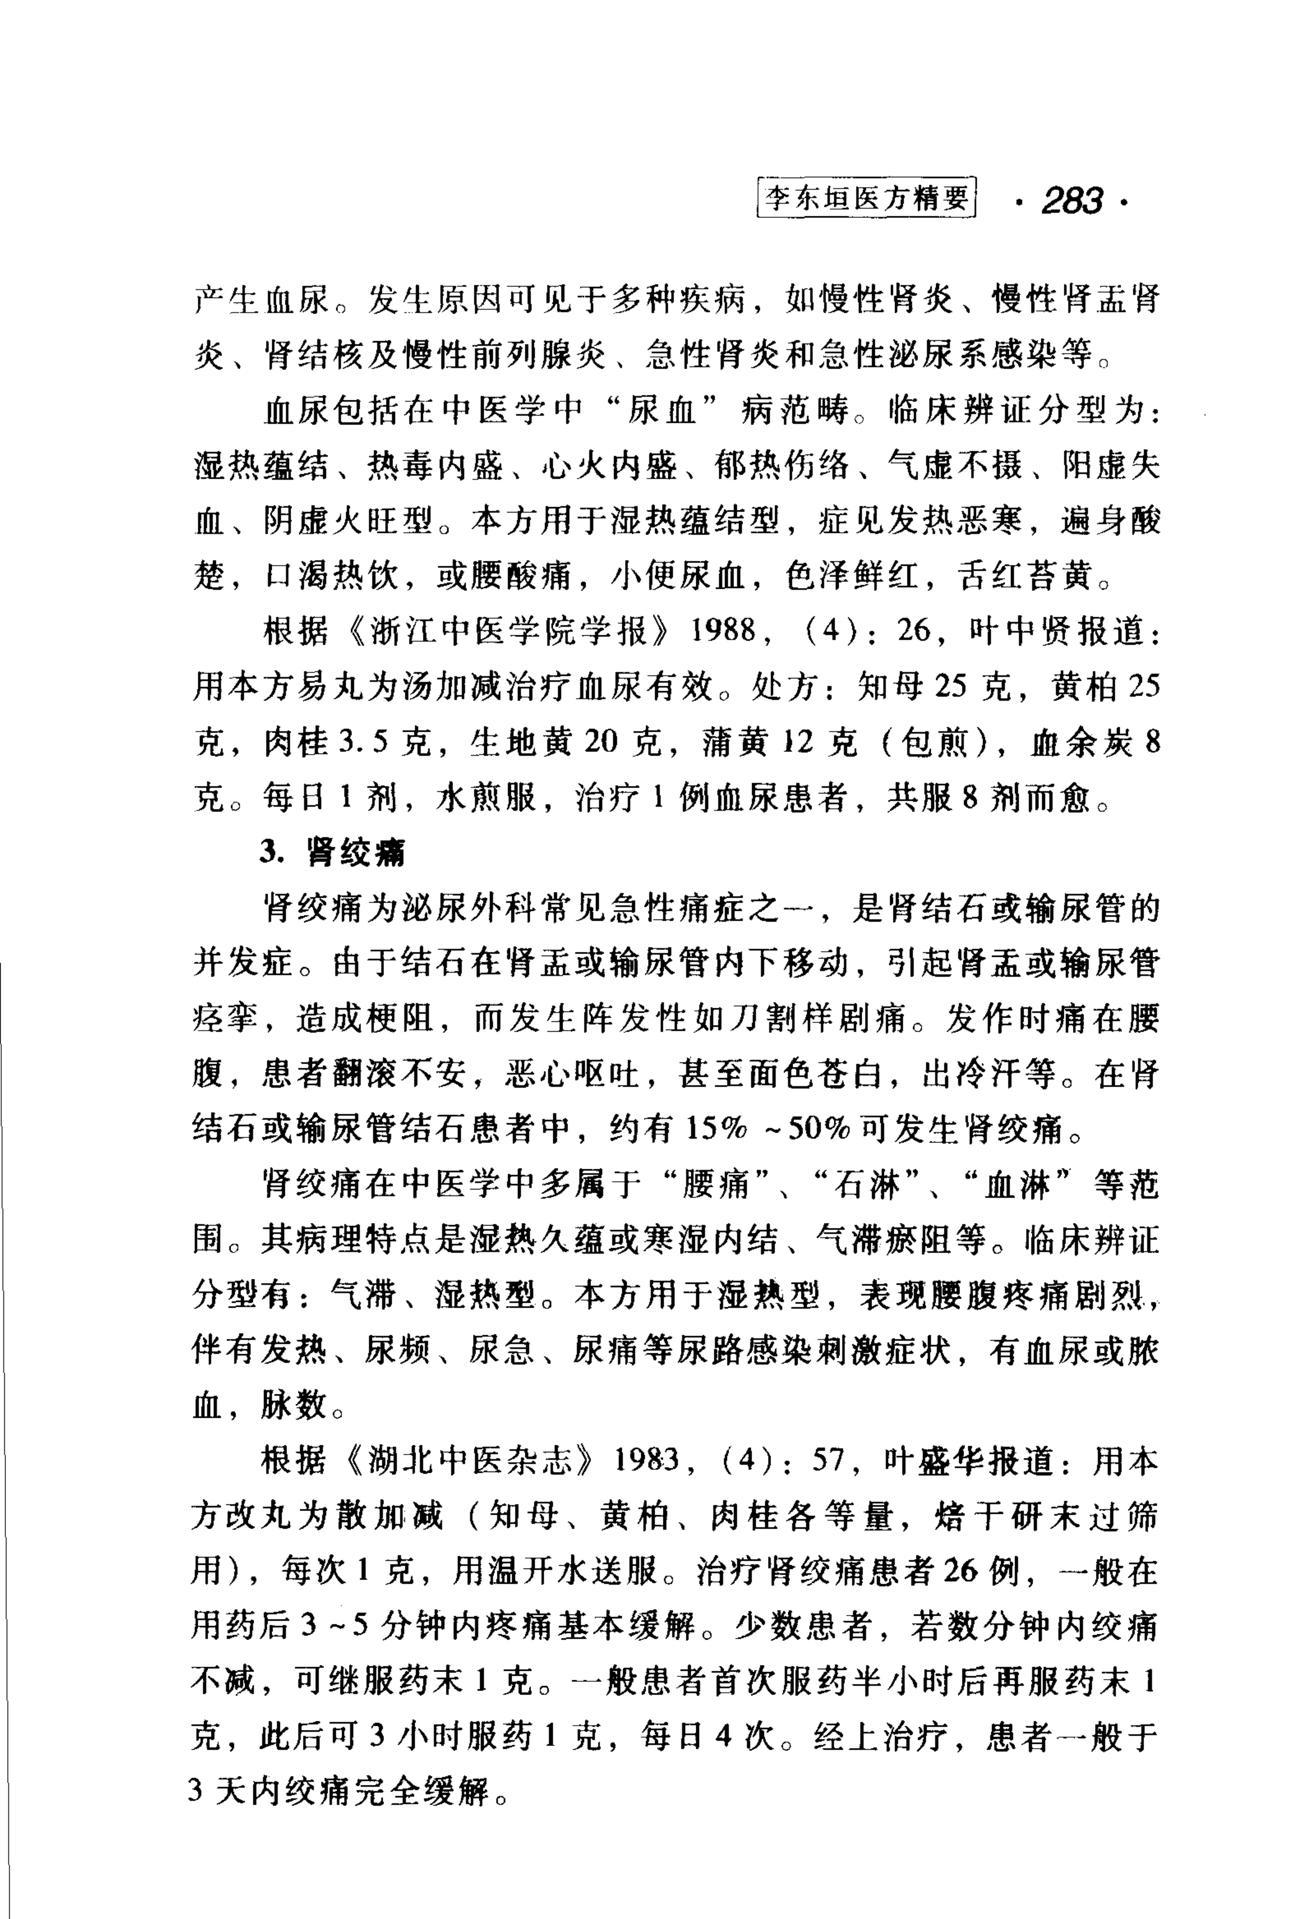 李东垣医方精要 · 283 ·
产生血尿。发生原因可见于多种疾病，如慢性肾炎、慢性肾盂肾
炎、肾结核及慢性前列腺炎、急性肾炎和急性泌尿系感染等。
血尿包括在中医学中“尿血”病范畴。临床辨证分型为：
湿热蕴结、热毒内盛、心火内盛、郁热伤络、气虚不摄、阳虚失
血、阴虚火旺型。本方用于湿热蕴结型，症见发热恶寒，遍身酸
楚，口渴热饮，或腰酸痛，小便尿血，色泽鲜红，舌红苔黄。
根据《浙江中医学院学报》1988，（4）：26，叶中贤报道：
用本方易丸为汤加减治疗血尿有效。处方：知母25克，黄柏25
克，肉桂3.5克，生地黄20克，蒲黄12克（包煎），血余炭8
克。每日1剂，水煎服，治疗1例血尿患者，共服8剂而愈。
3. 肾绞痛
肾绞痛为泌尿外科常见急性痛症之一，是肾结石或输尿管的
并发症。由于结石在肾盂或输尿管内下移动，引起肾盂或输尿管
痉挛，造成梗阻，而发生阵发性如刀割样剧痛。发作时痛在腰
腹，患者翻滚不安，恶心呕吐，甚至面色苍白，出冷汗等。在肾
结石或输尿管结石患者中，约有15%～50%可发生肾绞痛。
肾绞痛在中医学中多属于“腰痛”、“石淋”、“血淋”等范
围。其病理特点是湿热久蕴或寒湿内结、气滞瘀阻等。临床辨证
分型有：气滞、湿热型。本方用于湿热型，表现腰腹疼痛剧烈，
伴有发热、尿频、尿急、尿痛等尿路感染刺激症状，有血尿或脓
血，脉数。
根据《湖北中医杂志》1983，（4）：57，叶盛华报道：用本
方改丸为散加减（知母、黄柏、肉桂各等量，焙干研末过筛
用），每次1克，用温开水送服。治疗肾绞痛患者26例，一般在
用药后3～5分钟内疼痛基本缓解。少数患者，若数分钟内绞痛
不减，可继服药末1克。一般患者首次服药半小时后再服药末1
克，此后可3小时服药1克，每日4次。经上治疗，患者一般于
3天内绞痛完全缓解。